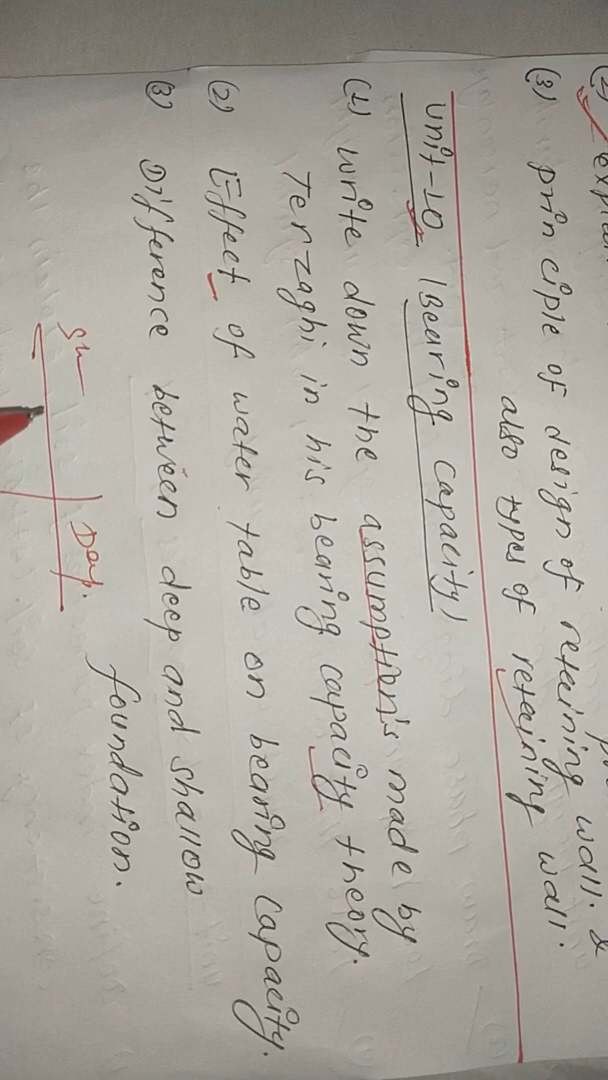 explain
(3) principle of design of retaining wall. &
also types of retaining wall.
Unit-10 (Bearing capacity)
(1) write down the assumption's made by
Terzaghi in his bearing capacity theory.
(2) Effect of water table on bearing capacity.
(3) Difference between deep and shallow
foundation.